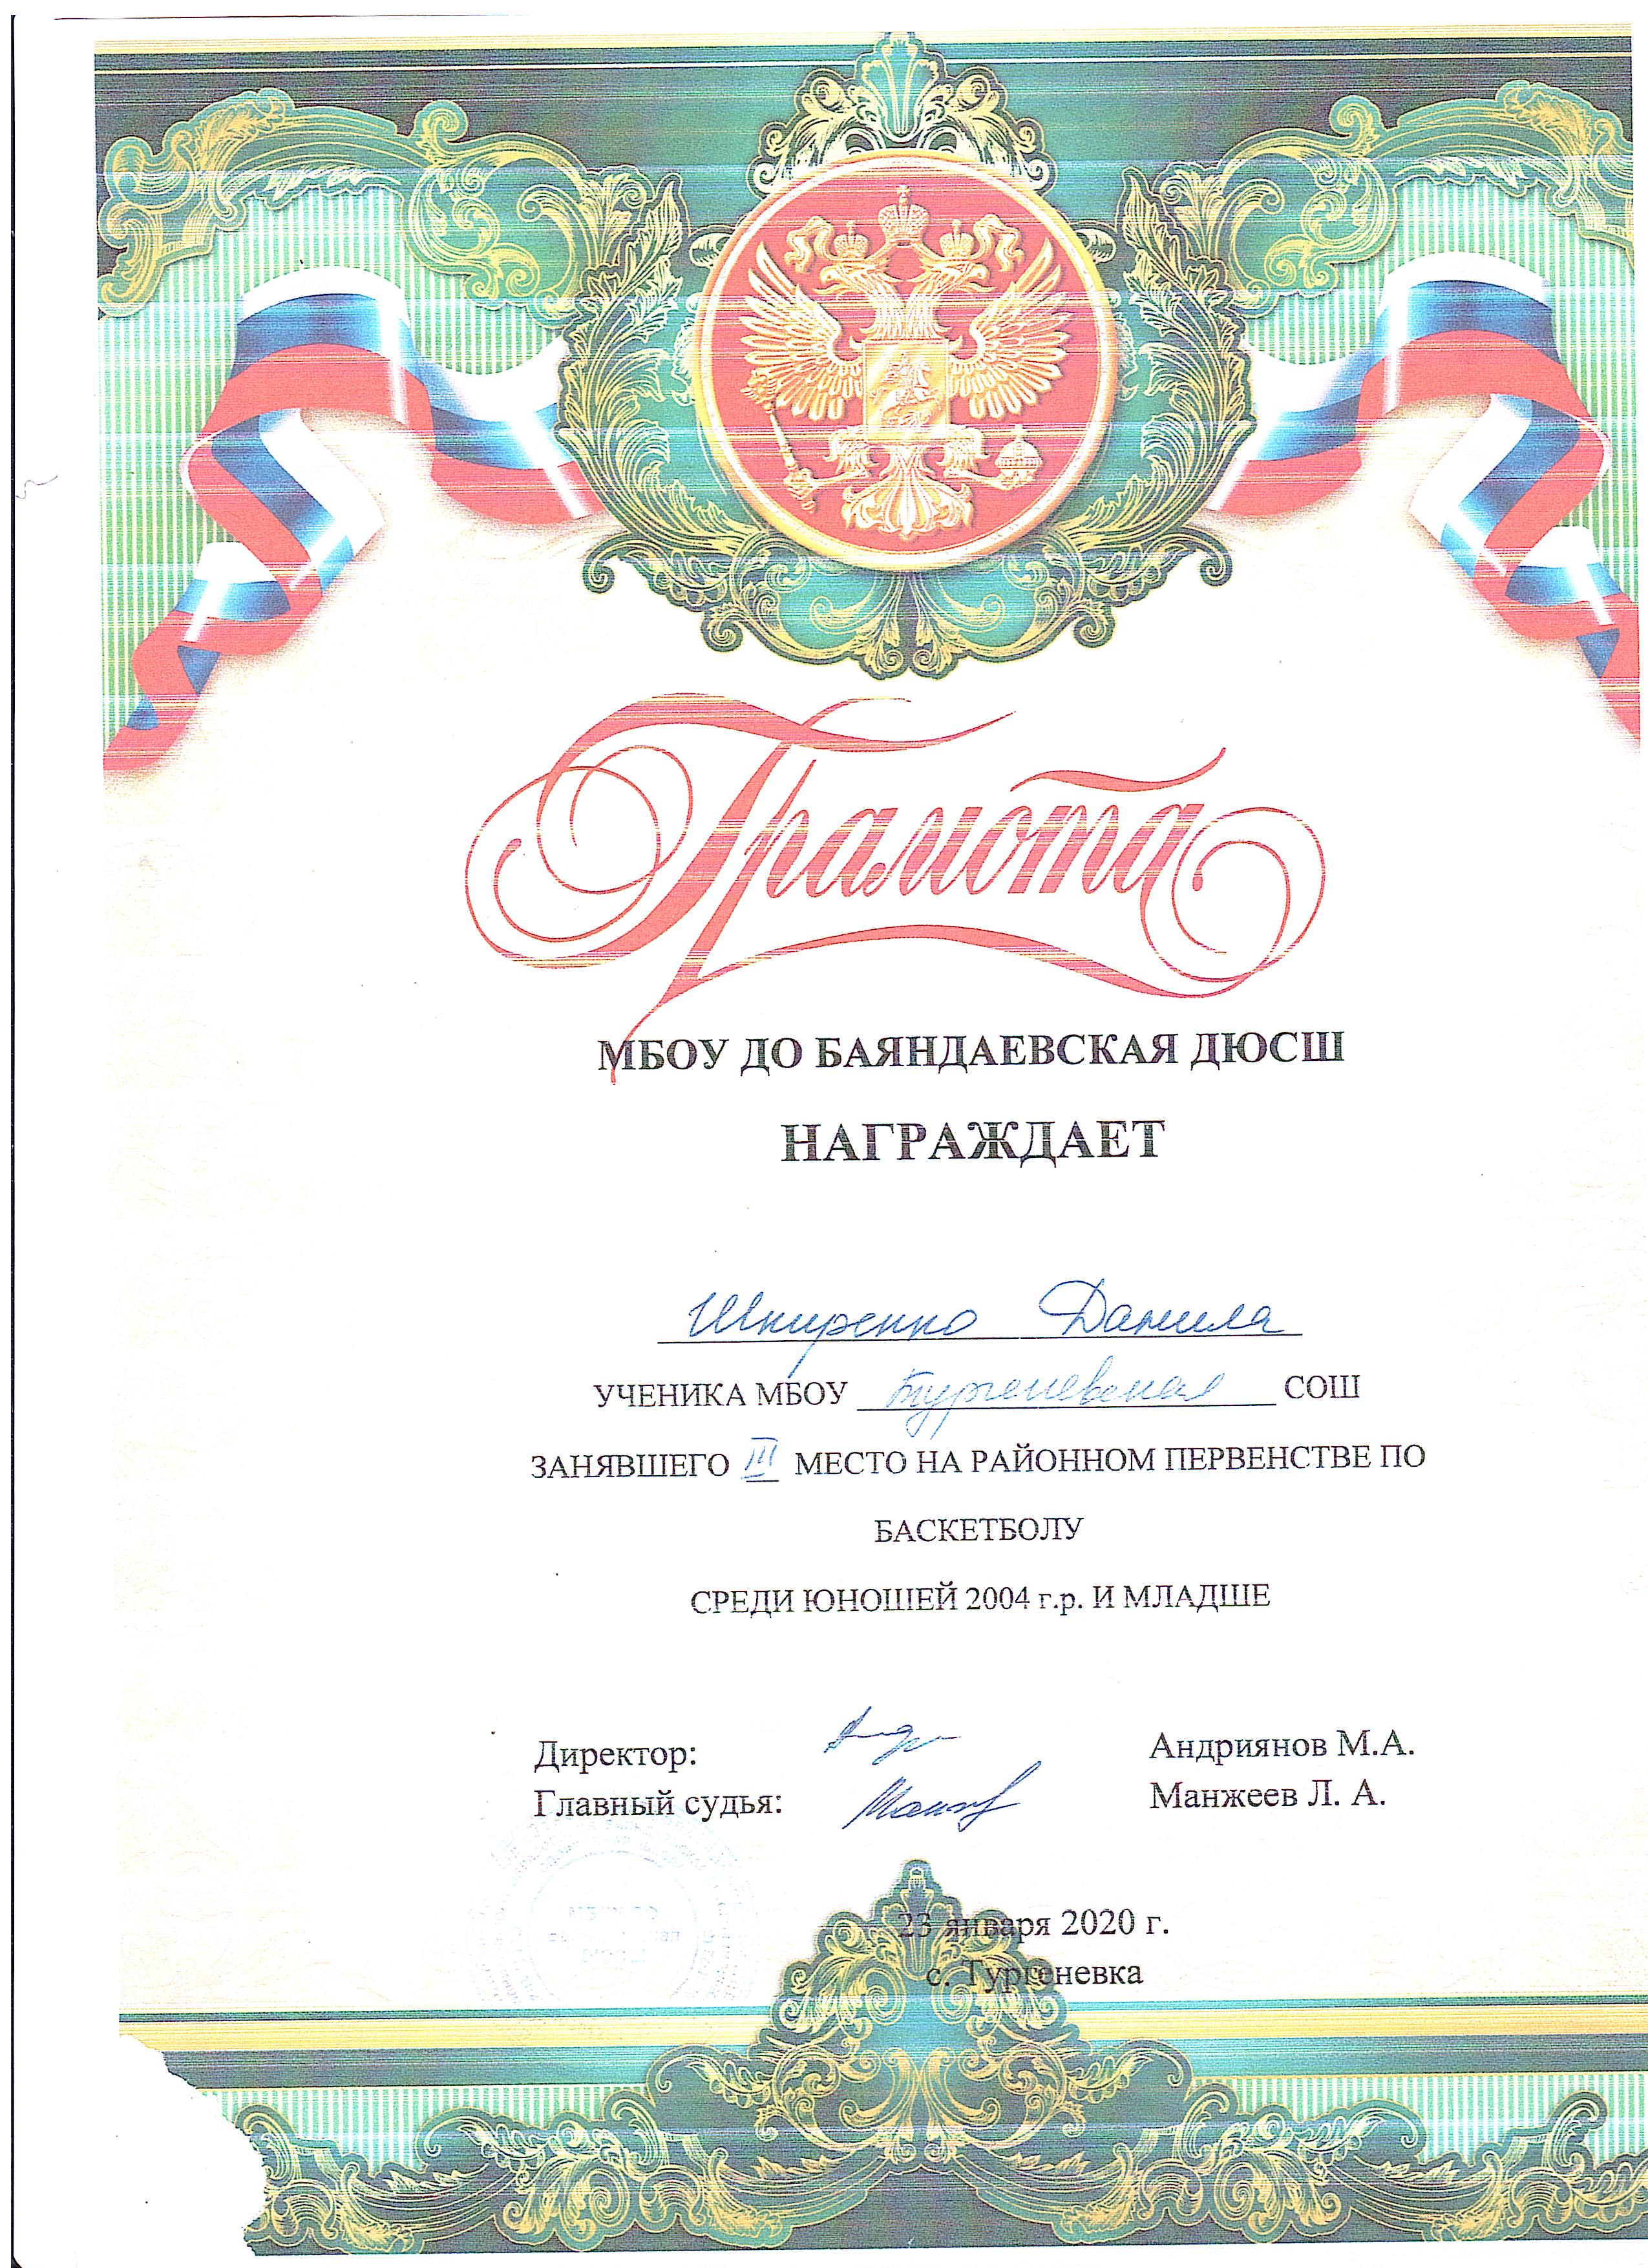 Грамота
МБОУ ДО БАЯНДАЕВСКАЯ ДЮСШ
НАГРАЖДАЕТ
Шкиренко Данила
УЧЕНИКА МБОУ Тургеневская СОШ
ЗАНЯВШЕГО III МЕСТО НА РАЙОННОМ ПЕРВЕНСТВЕ ПО
БАСКЕТБОЛУ
СРЕДИ ЮНОШЕЙ 2004 г.р. И МЛАДШЕ
Директор: Андриянов М.А.
Главный судья: Манжеев Л. А.
23 января 2020 г.
с. Тургеневка